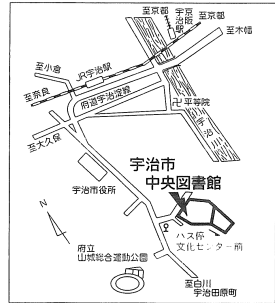 至京都
京阪
宇治駅
至京都
至木幡
至小倉
JR宇治駅
至奈良
府道宇治淀線
卍平等院
宇治川
至大久保
宇治市
中央図書館
宇治市役所
N
バス停
文化センター前
府立
山城総合運動公園
至白川
宇治田原町